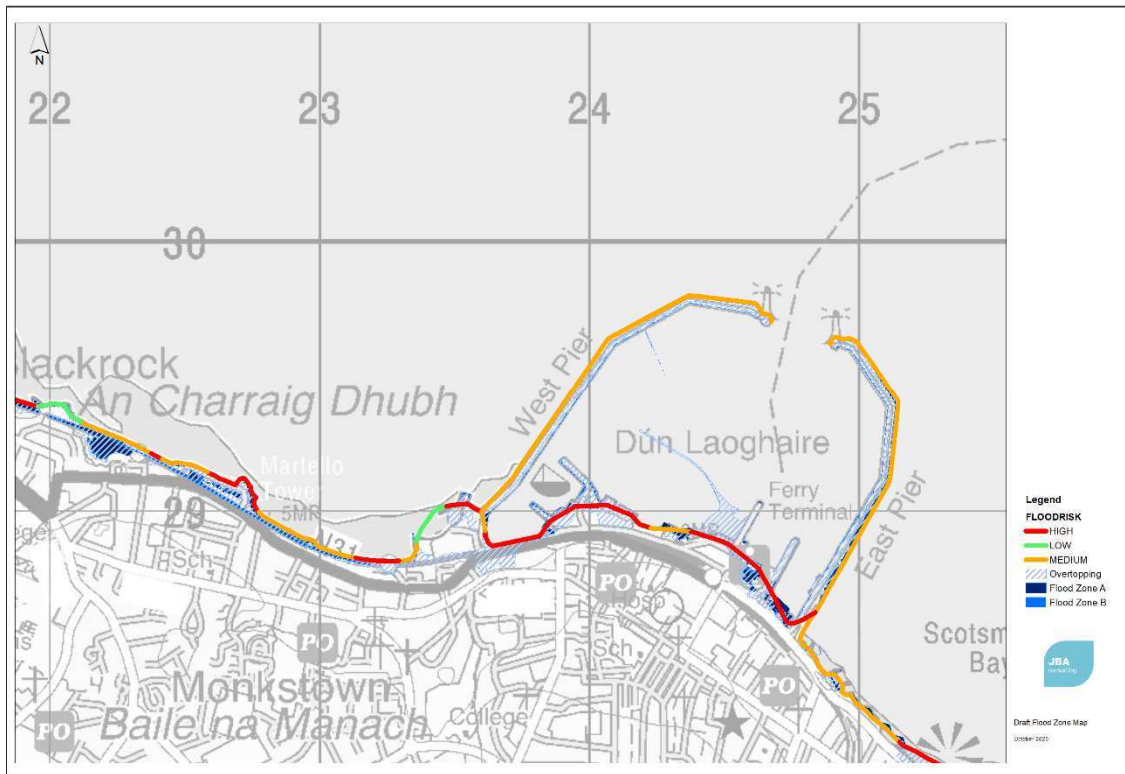 N
22
23
24
25
30
lackrock
An Charraig Dhubh
West Pier
Dún Laoghaire
Martello
Tower
5MP
Ferry
Terminal
29
East Pier
N31
Sch
PO
Hosp
Sch.
Scotsm
Bay
PO
PO
Monkstown
Baile na Manach
College
PO
Legend
FLOODRISK
HIGH
LOW
MEDIUM
Overtopping
Flood Zone A
Flood Zone B
JBA
consulting
Draft Flood Zone Map
October 2020